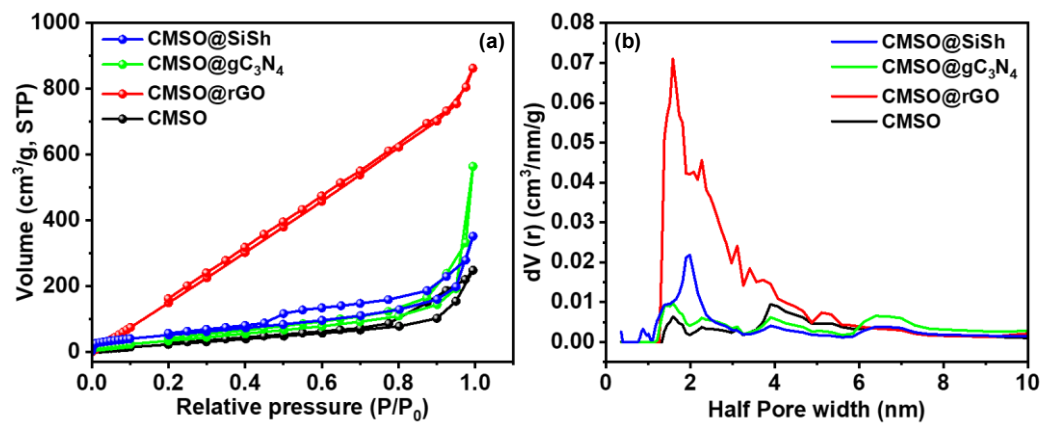 (a)
CMSO@SiSh
CMSO@gC₃N₄
CMSO@rGO
CMSO
Volume (cm³/g, STP)
1000
800
600
400
200
0
0.0 0.2 0.4 0.6 0.8 1.0
Relative pressure (P/P₀)
(b)
CMSO@SiSh
CMSO@gC₃N₄
CMSO@rGO
CMSO
dV (r) (cm³/nm/g)
0.07
0.06
0.05
0.04
0.03
0.02
0.01
0.00
0 2 4 6 8 10
Half Pore width (nm)